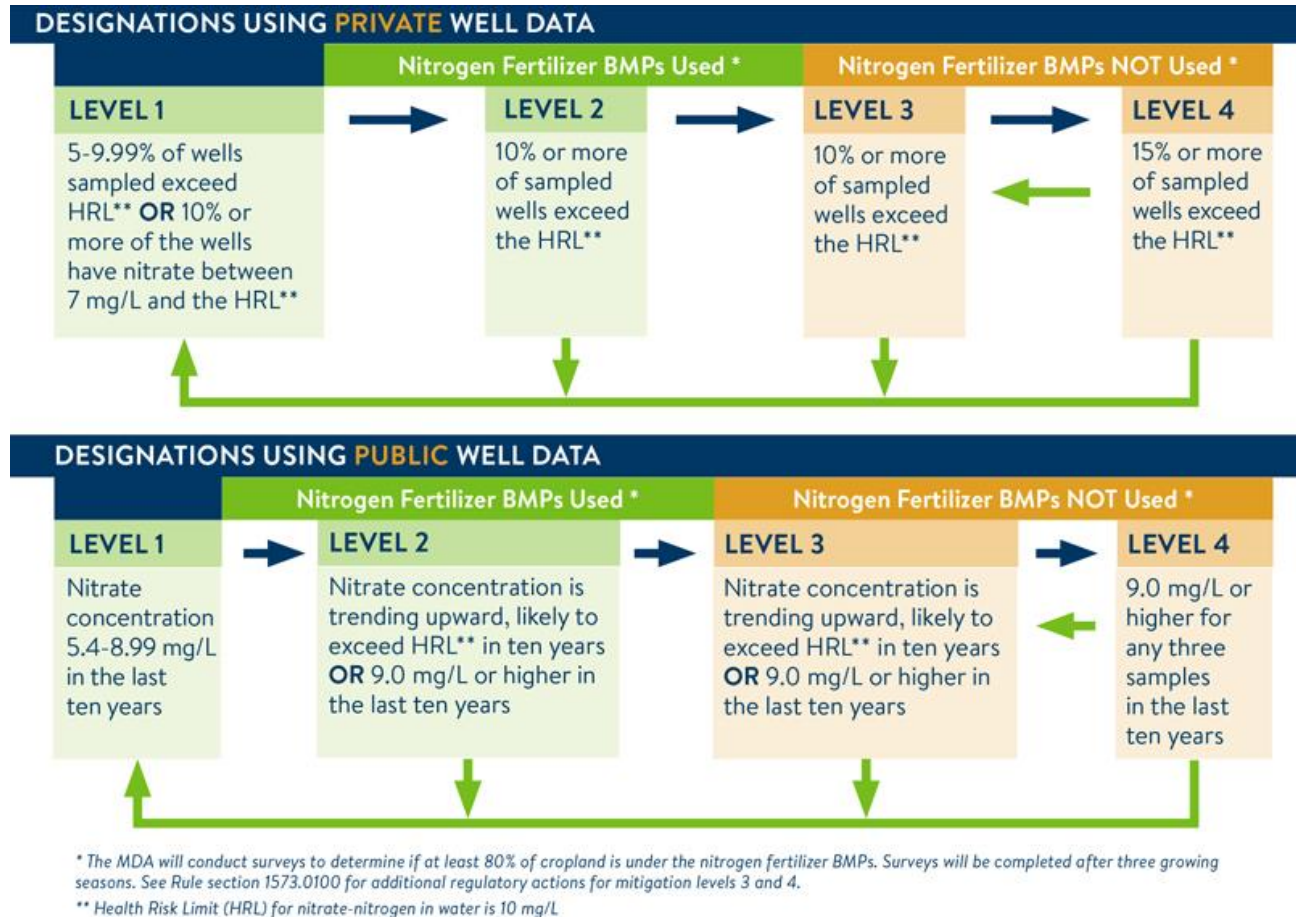 DESIGNATIONS USING PRIVATE WELL DATA
Nitrogen Fertilizer BMPs Used *
Nitrogen Fertilizer BMPs NOT Used *
LEVEL 1
5-9.99% of wells
sampled exceed
HRL** OR 10% or
more of the wells
have nitrate between
7 mg/L and the HRL**
LEVEL 2
10% or more
of sampled
wells exceed
the HRL**
LEVEL 3
10% or more
of sampled
wells exceed
the HRL**
LEVEL 4
15% or more
of sampled
wells exceed
the HRL**
DESIGNATIONS USING PUBLIC WELL DATA
Nitrogen Fertilizer BMPs Used *
Nitrogen Fertilizer BMPs NOT Used *
LEVEL 1
Nitrate
concentration
5.4-8.99 mg/L
in the last
ten years
LEVEL 2
Nitrate concentration is
trending upward, likely to
exceed HRL** in ten years
OR 9.0 mg/L or higher in
the last ten years
LEVEL 3
Nitrate concentration is
trending upward, likely to
exceed HRL** in ten years
OR 9.0 mg/L or higher in
the last ten years
LEVEL 4
9.0 mg/L or
higher for
any three
samples
in the last
ten years
* The MDA will conduct surveys to determine if at least 80% of cropland is under the nitrogen fertilizer BMPs. Surveys will be completed after three growing
seasons. See Rule section 1573.0100 for additional regulatory actions for mitigation levels 3 and 4.
** Health Risk Limit (HRL) for nitrate-nitrogen in water is 10 mg/L